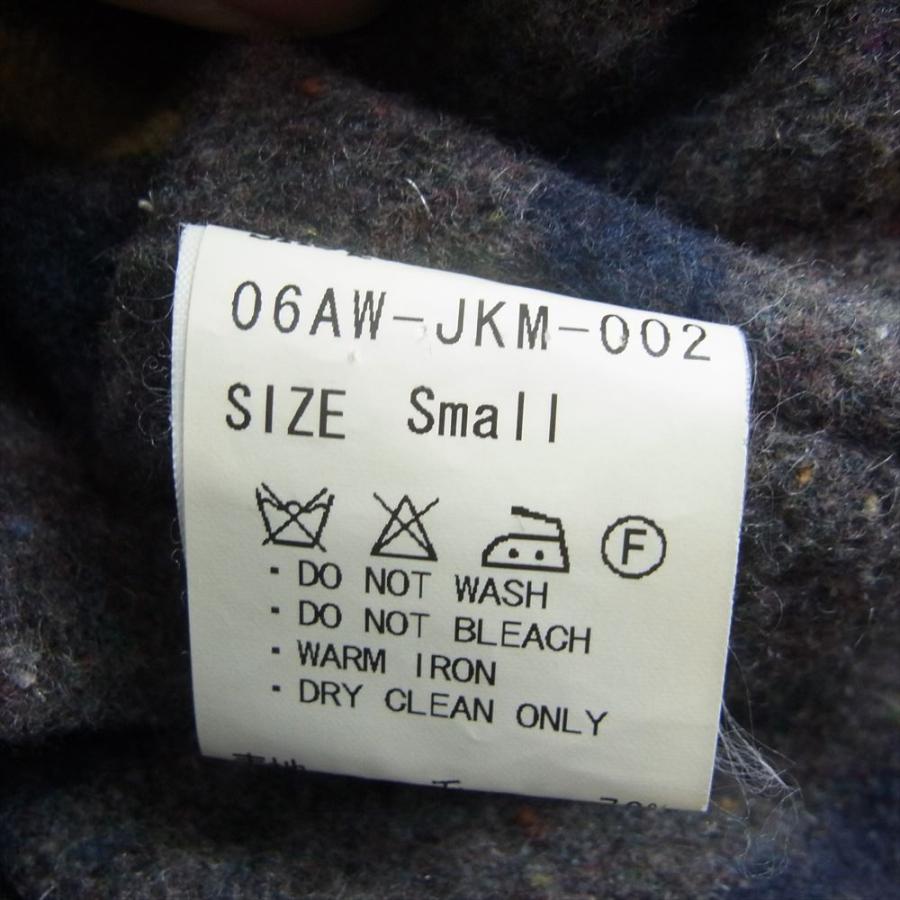 06AW-JKM-002
SIZE Small
F
・DO NOT WASH
・DO NOT BLEACH
・WARM IRON
・DRY CLEAN ONLY